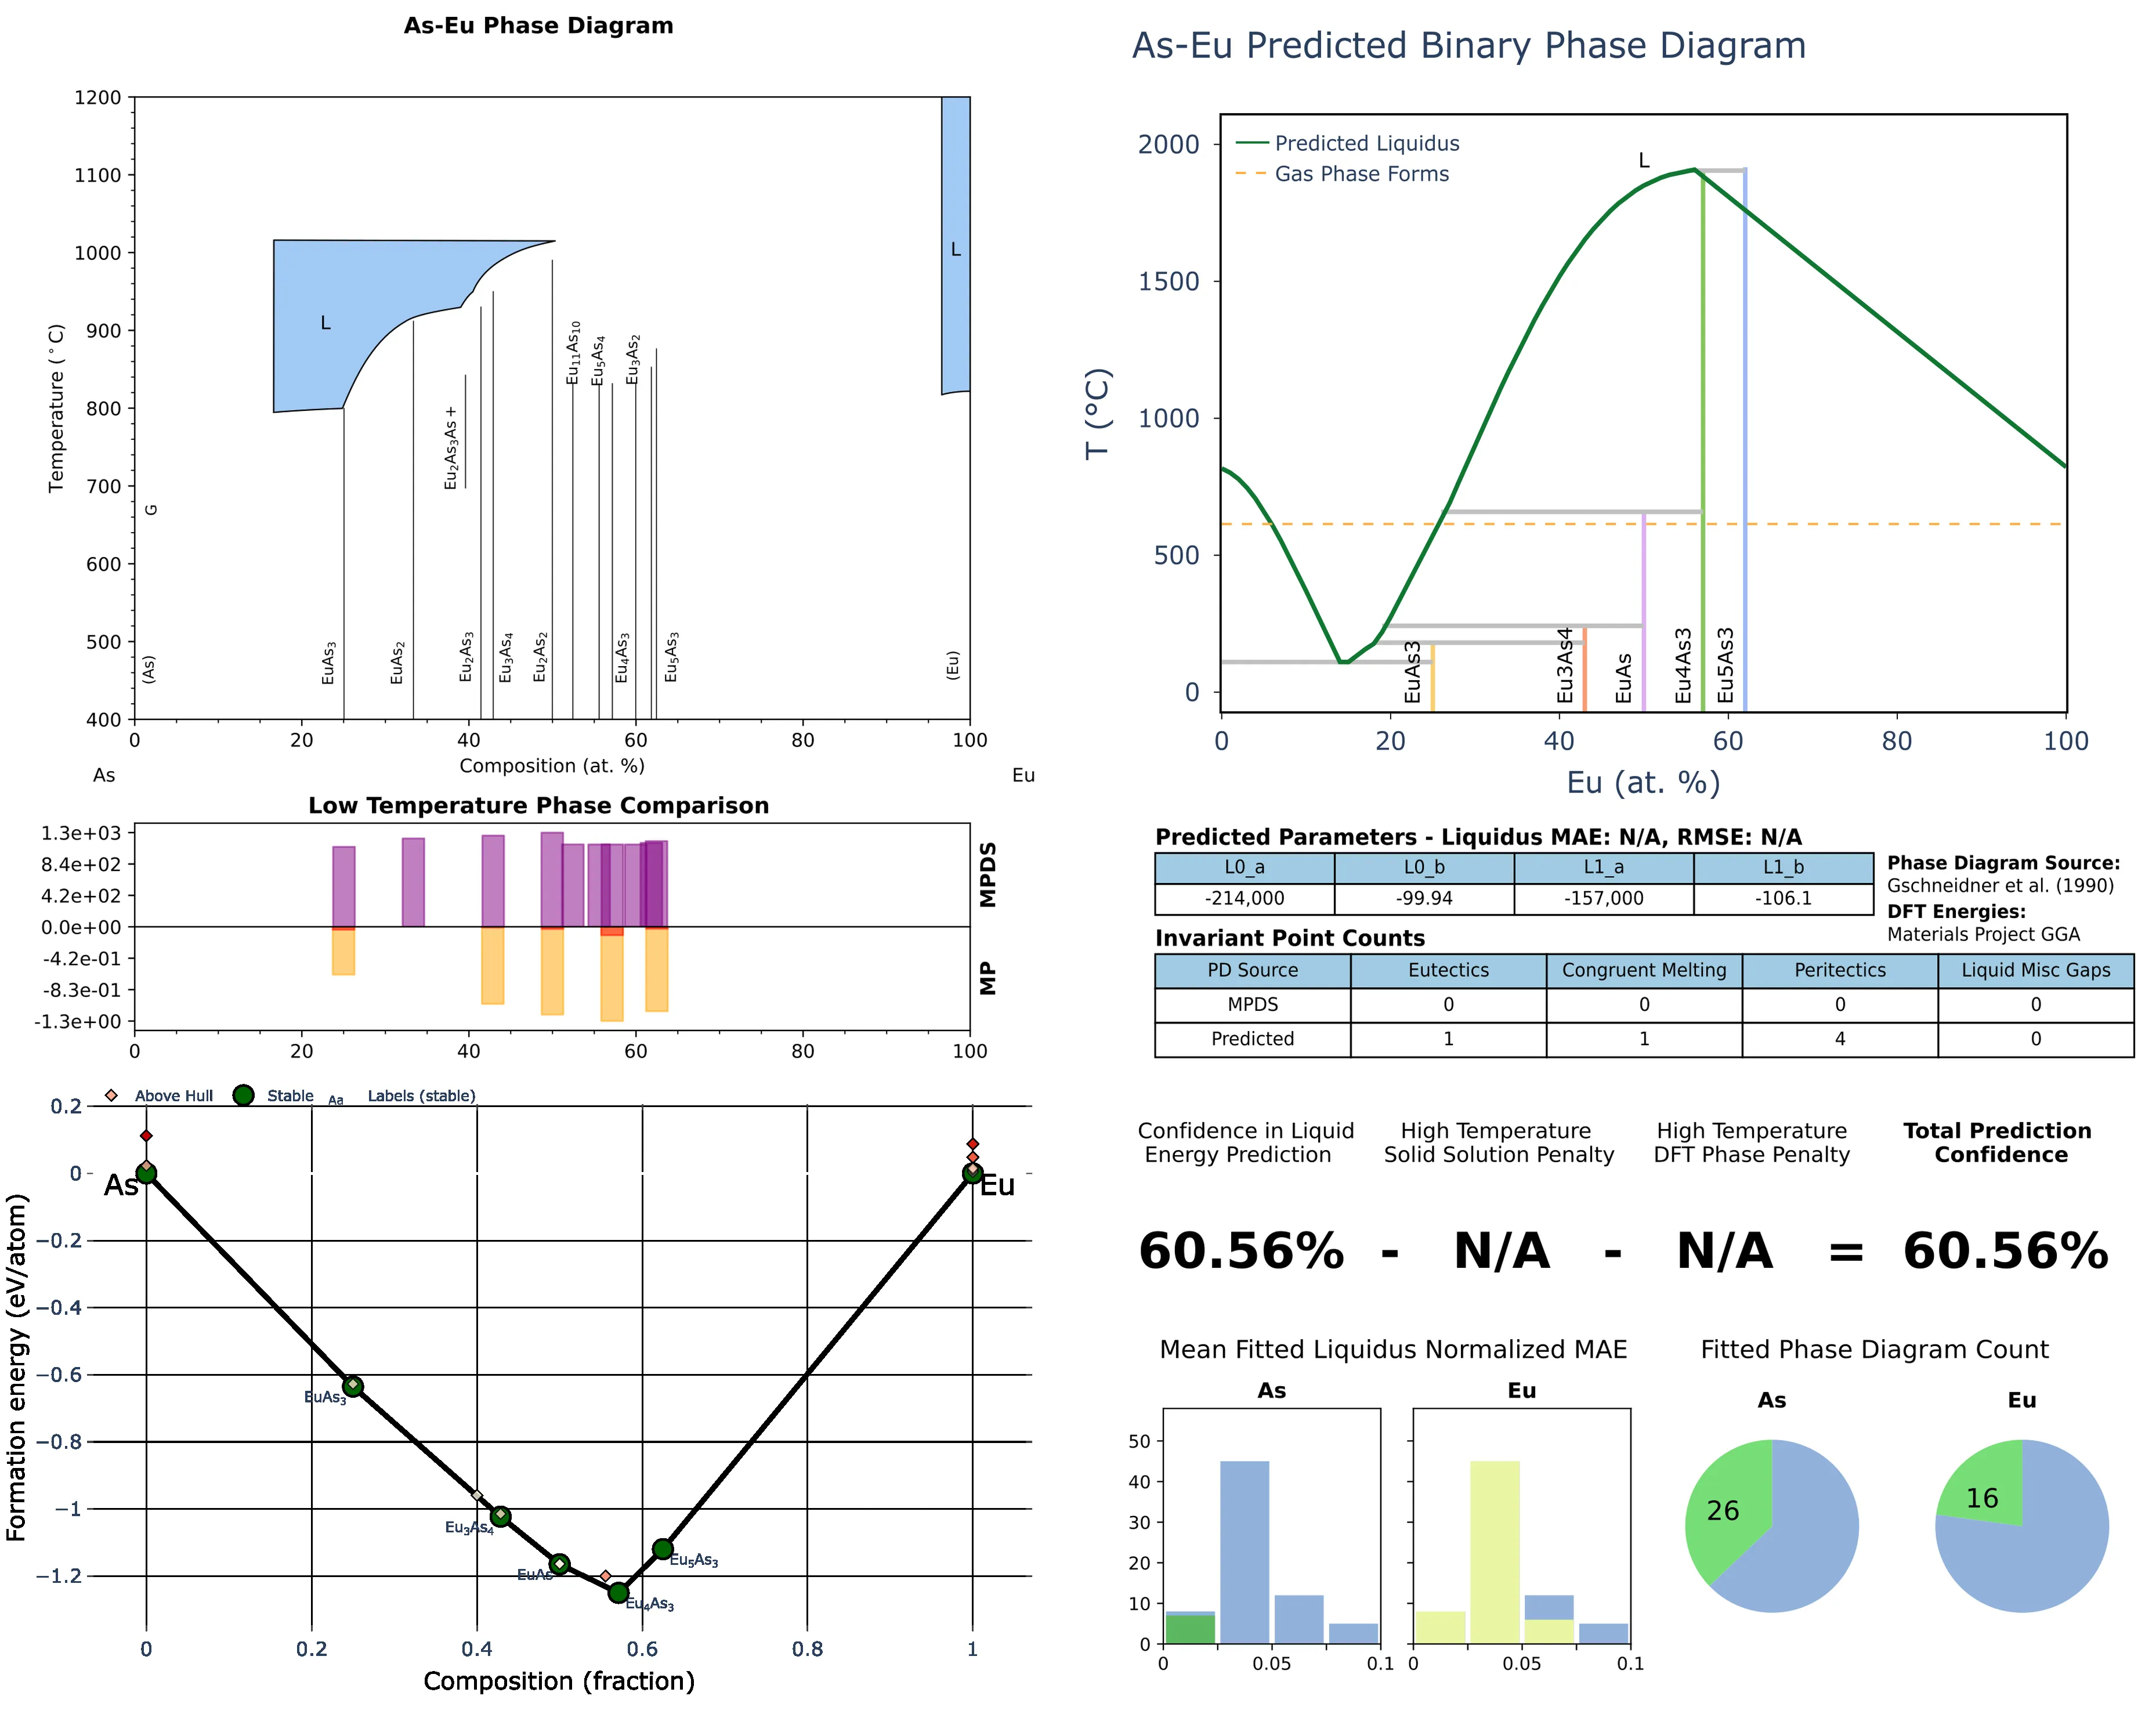 As-Eu Phase Diagram
1200
1100
1000
900
800
700
600
500
400
Temperature (°C)
L
L
G
(As)
(Eu)
EuAs3
EuAs2
Eu2As3As+
Eu2As3
Eu3As4
Eu2As2
Eu11As10
Eu5As4
Eu4As3
Eu3As2
Eu5As3
0 20 40 60 80 100
Composition (at. %)
As Eu
Low Temperature Phase Comparison
1.3e+03
8.4e+02
4.2e+02
0.0e+00
-4.2e-01
-8.3e-01
-1.3e+00
MPDS
MP
0 20 40 60 80 100
Above Hull Stable Aa Labels (stable)
0.2
0
−0.2
−0.4
−0.6
−0.8
−1
−1.2
Formation energy (eV/atom)
As
Eu
EuAs3
Eu3As4
EuAs
Eu4As3
Eu5As3
0 0.2 0.4 0.6 0.8 1
Composition (fraction)
As-Eu Predicted Binary Phase Diagram
Predicted Liquidus
Gas Phase Forms
L
2000
1500
1000
500
0
T (°C)
EuAs3
Eu3As4
EuAs
Eu4As3
Eu5As3
0 20 40 60 80 100
Eu (at. %)
Predicted Parameters - Liquidus MAE: N/A, RMSE: N/A
L0_a L0_b L1_a L1_b
-214,000 -99.94 -157,000 -106.1
Phase Diagram Source:
Gschneidner et al. (1990)
DFT Energies:
Materials Project GGA
Invariant Point Counts
PD Source Eutectics Congruent Melting Peritectics Liquid Misc Gaps
MPDS 0 0 0 0
Predicted 1 1 4 0
Confidence in Liquid
Energy Prediction
High Temperature
Solid Solution Penalty
High Temperature
DFT Phase Penalty
Total Prediction
Confidence
60.56% - N/A - N/A = 60.56%
Mean Fitted Liquidus Normalized MAE
As
Eu
50
40
30
20
10
0
0 0.05 0.1
0 0.05 0.1
Fitted Phase Diagram Count
As
Eu
26
16